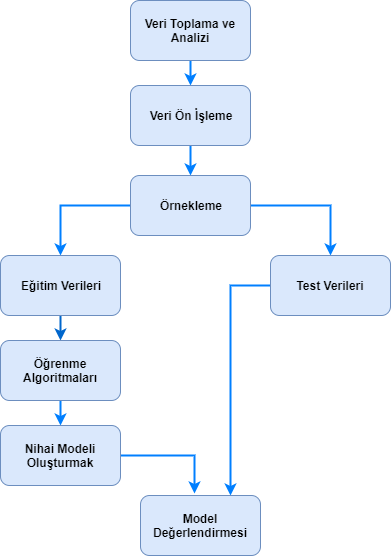 Veri Toplama ve
Analizi
Veri Ön İşleme
Örnekleme
Eğitim Verileri
Test Verileri
Öğrenme
Algoritmaları
Nihai Modeli
Oluşturmak
Model
Değerlendirmesi